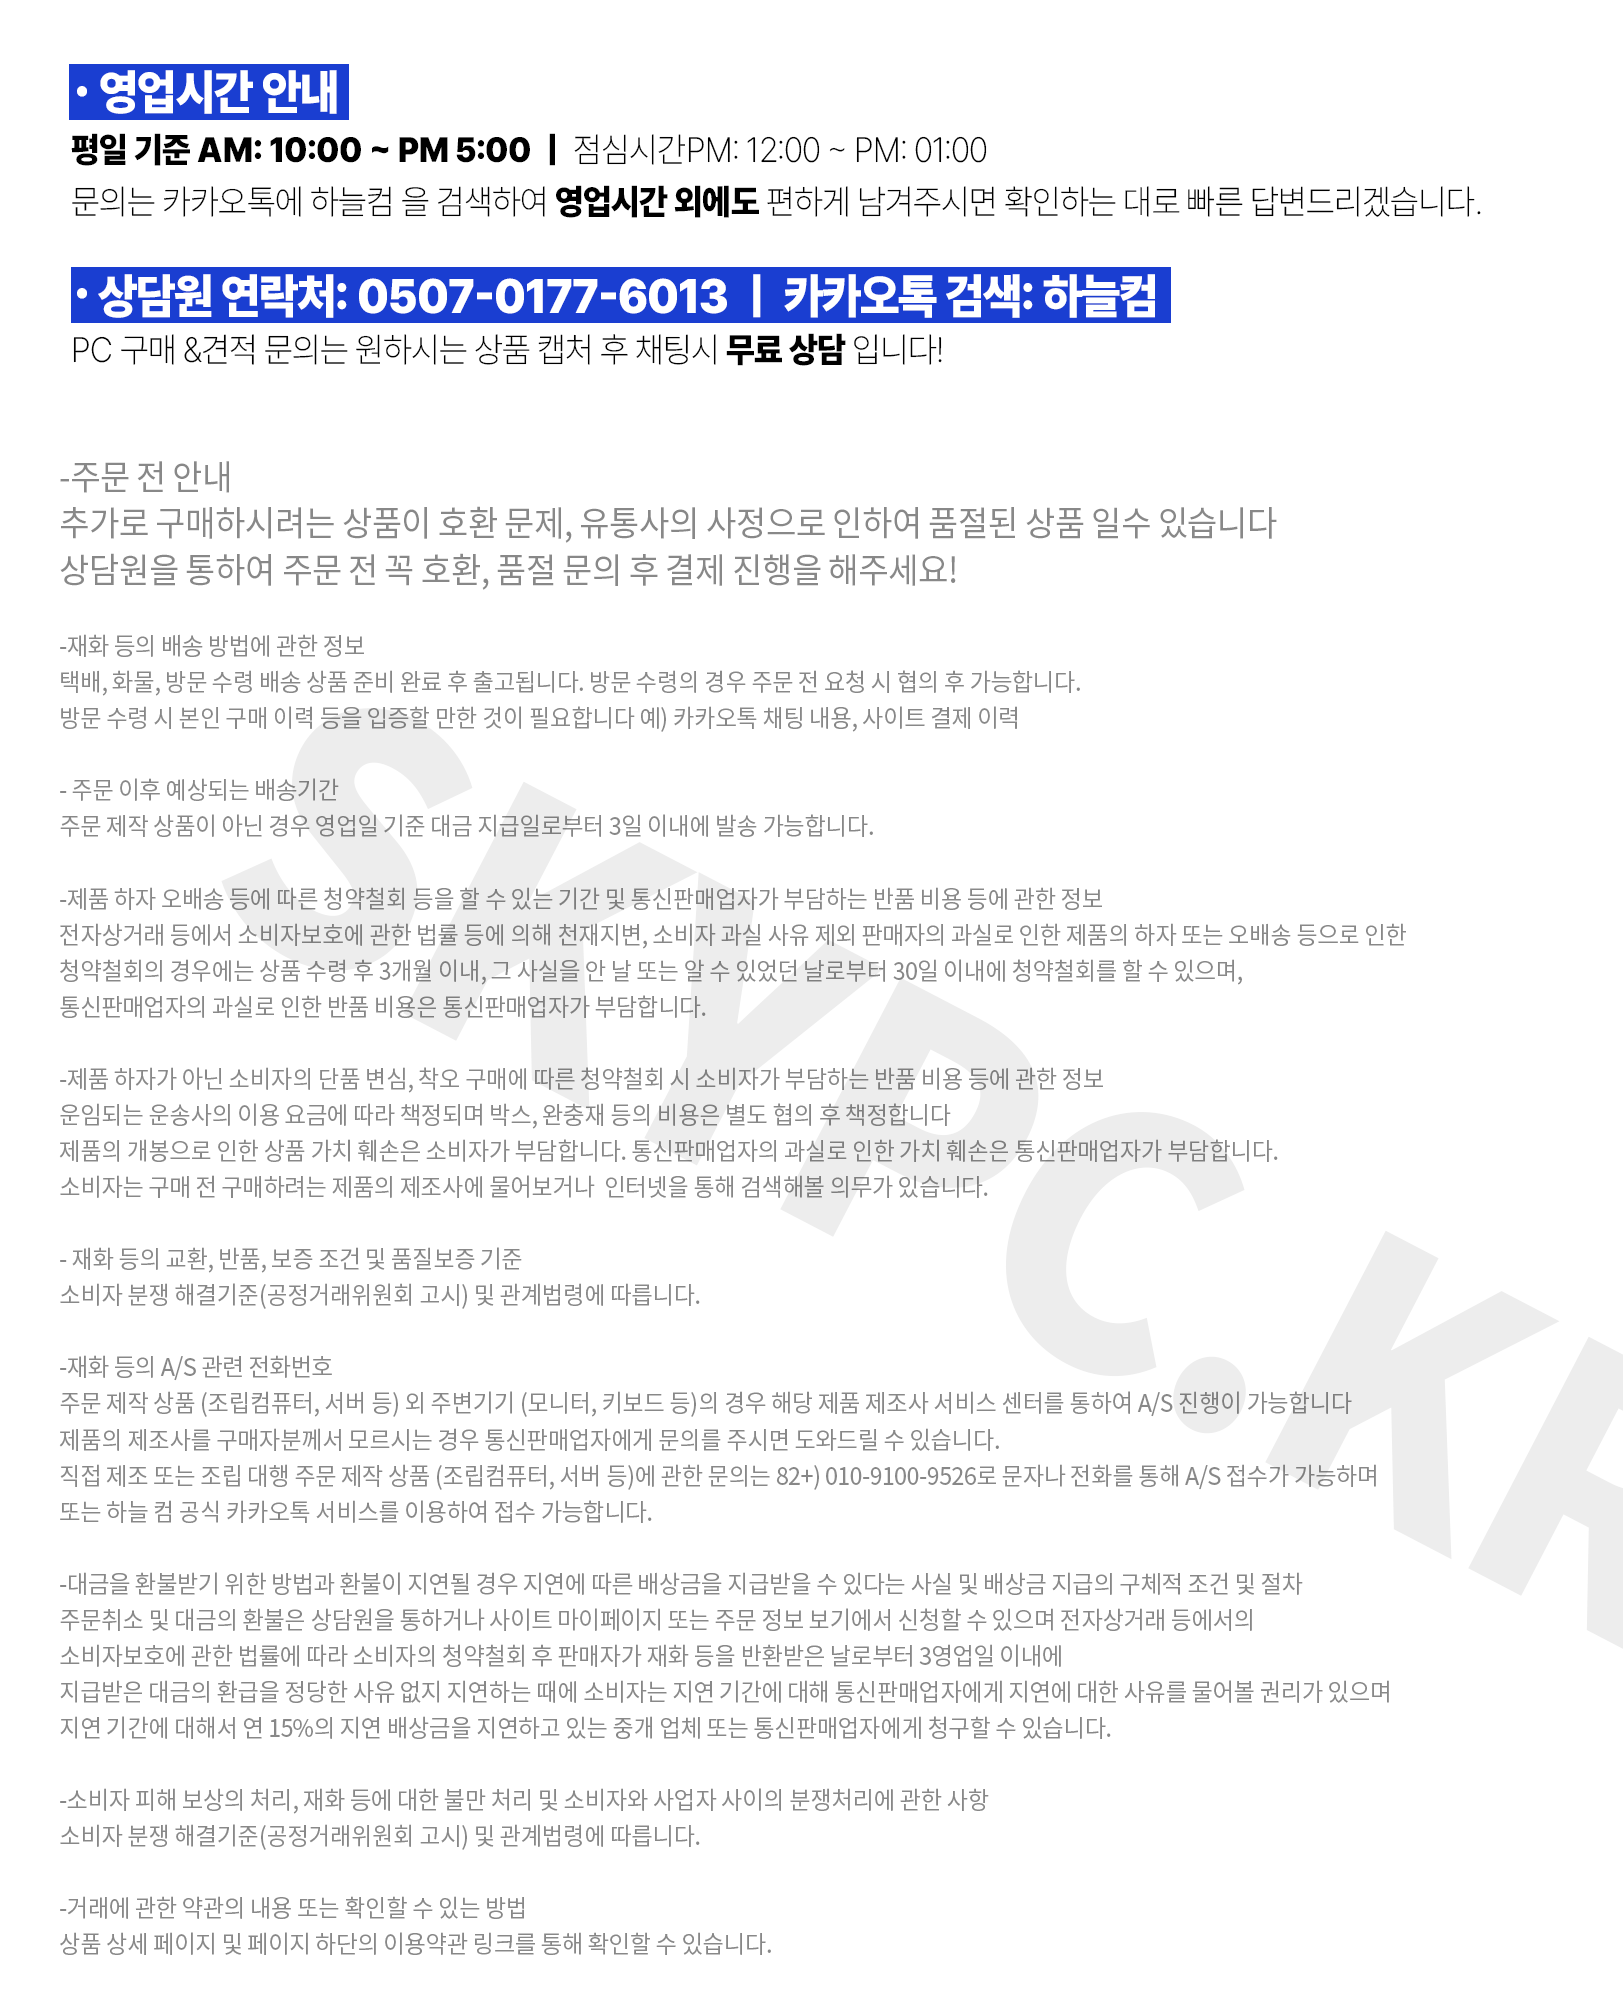 • 영업시간 안내
평일 기준 AM: 10:00 ~ PM 5:00 | 점심시간PM: 12:00 ~ PM: 01:00
문의는 카카오톡에 하늘컴 을 검색하여 영업시간 외에도 편하게 남겨주시면 확인하는 대로 빠른 답변드리겠습니다.
• 상담원 연락처: 0507-0177-6013 | 카카오톡 검색: 하늘컴
PC 구매 &견적 문의는 원하시는 상품 캡처 후 채팅시 무료 상담 입니다!
-주문 전 안내
추가로 구매하시려는 상품이 호환 문제, 유통사의 사정으로 인하여 품절된 상품 일수 있습니다
상담원을 통하여 주문 전 꼭 호환, 품절 문의 후 결제 진행을 해주세요!
-재화 등의 배송 방법에 관한 정보
택배, 화물, 방문 수령 배송 상품 준비 완료 후 출고됩니다. 방문 수령의 경우 주문 전 요청 시 협의 후 가능합니다.
방문 수령 시 본인 구매 이력 등을 입증할 만한 것이 필요합니다 예) 카카오톡 채팅 내용, 사이트 결제 이력
- 주문 이후 예상되는 배송기간
주문 제작 상품이 아닌 경우 영업일 기준 대금 지급일로부터 3일 이내에 발송 가능합니다.
-제품 하자 오배송 등에 따른 청약철회 등을 할 수 있는 기간 및 통신판매업자가 부담하는 반품 비용 등에 관한 정보
전자상거래 등에서 소비자보호에 관한 법률 등에 의해 천재지변, 소비자 과실 사유 제외 판매자의 과실로 인한 제품의 하자 또는 오배송 등으로 인한
청약철회의 경우에는 상품 수령 후 3개월 이내, 그 사실을 안 날 또는 알 수 있었던 날로부터 30일 이내에 청약철회를 할 수 있으며,
통신판매업자의 과실로 인한 반품 비용은 통신판매업자가 부담합니다.
-제품 하자가 아닌 소비자의 단품 변심, 착오 구매에 따른 청약철회 시 소비자가 부담하는 반품 비용 등에 관한 정보
운임되는 운송사의 이용 요금에 따라 책정되며 박스, 완충재 등의 비용은 별도 협의 후 책정합니다
제품의 개봉으로 인한 상품 가치 훼손은 소비자가 부담합니다. 통신판매업자의 과실로 인한 가치 훼손은 통신판매업자가 부담합니다.
소비자는 구매 전 구매하려는 제품의 제조사에 물어보거나 인터넷을 통해 검색해볼 의무가 있습니다.
- 재화 등의 교환, 반품, 보증 조건 및 품질보증 기준
소비자 분쟁 해결기준(공정거래위원회 고시) 및 관계법령에 따릅니다.
-재화 등의 A/S 관련 전화번호
주문 제작 상품 (조립컴퓨터, 서버 등) 외 주변기기 (모니터, 키보드 등)의 경우 해당 제품 제조사 서비스 센터를 통하여 A/S 진행이 가능합니다
제품의 제조사를 구매자분께서 모르시는 경우 통신판매업자에게 문의를 주시면 도와드릴 수 있습니다.
직접 제조 또는 조립 대행 주문 제작 상품 (조립컴퓨터, 서버 등)에 관한 문의는 82+) 010-9100-9526로 문자나 전화를 통해 A/S 접수가 가능하며
또는 하늘 컴 공식 카카오톡 서비스를 이용하여 접수 가능합니다.
-대금을 환불받기 위한 방법과 환불이 지연될 경우 지연에 따른 배상금을 지급받을 수 있다는 사실 및 배상금 지급의 구체적 조건 및 절차
주문취소 및 대금의 환불은 상담원을 통하거나 사이트 마이페이지 또는 주문 정보 보기에서 신청할 수 있으며 전자상거래 등에서의
소비자보호에 관한 법률에 따라 소비자의 청약철회 후 판매자가 재화 등을 반환받은 날로부터 3영업일 이내에
지급받은 대금의 환급을 정당한 사유 없지 지연하는 때에 소비자는 지연 기간에 대해 통신판매업자에게 지연에 대한 사유를 물어볼 권리가 있으며
지연 기간에 대해서 연 15%의 지연 배상금을 지연하고 있는 중개 업체 또는 통신판매업자에게 청구할 수 있습니다.
-소비자 피해 보상의 처리, 재화 등에 대한 불만 처리 및 소비자와 사업자 사이의 분쟁처리에 관한 사항
소비자 분쟁 해결기준(공정거래위원회 고시) 및 관계법령에 따릅니다.
-거래에 관한 약관의 내용 또는 확인할 수 있는 방법
상품 상세 페이지 및 페이지 하단의 이용약관 링크를 통해 확인할 수 있습니다.
SKYPC.KR